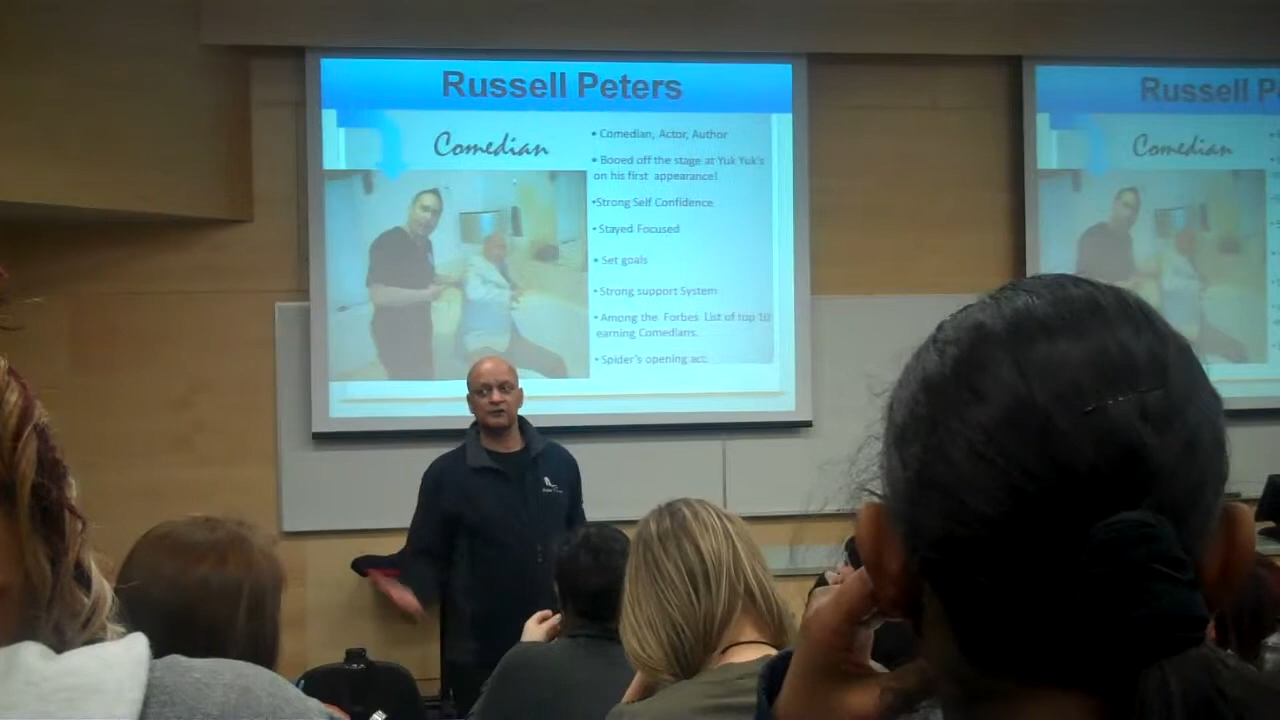 Russell Peters
Comedian
• Comedian, Actor, Author
• Booed off the stage at Yuk Yuk's
on his first appearance!
•Strong Self Confidence
• Stayed Focused
• Set goals
• Strong support System
• Among the Forbes List of top 10
earning Comedians.
• Spider's opening act.
Russell P
Comedian